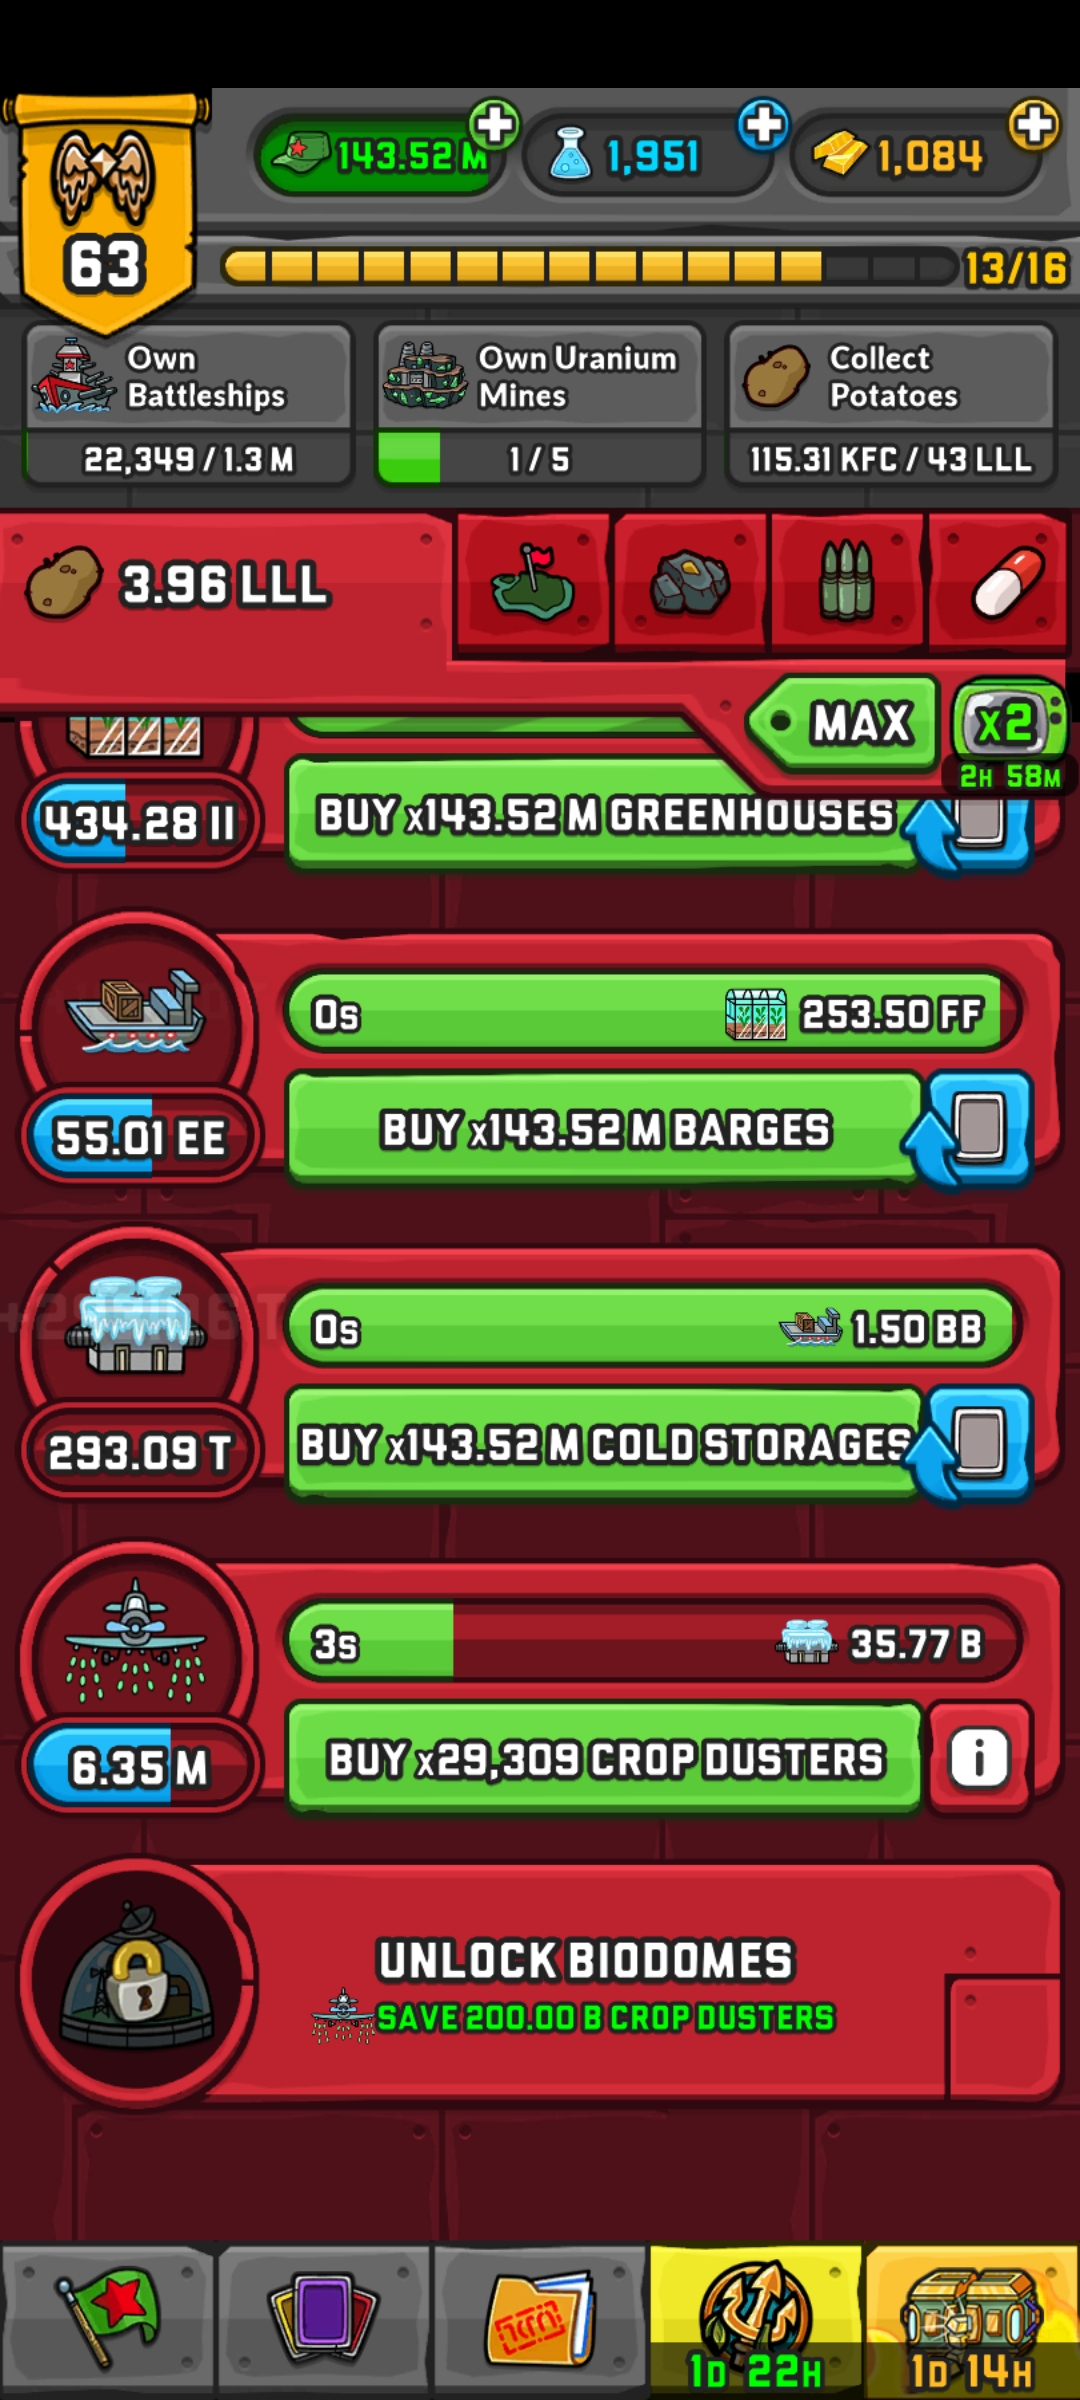 143.52 M
1,951
1,084
63
13/16
Own
Battleships
22,349 / 1.3 M
Own Uranium
Mines
1 / 5
Collect
Potatoes
115.31 KFC / 43 LLL
3.96 LLL
MAX
x2
2H 58M
434.28 II
BUY x143.52 M GREENHOUSES
0s
253.50 FF
55.01 EE
BUY x143.52 M BARGES
0s
1.50 BB
293.09 T
BUY x143.52 M COLD STORAGES
3s
35.77 B
6.35 M
BUY x29,309 CROP DUSTERS
i
UNLOCK BIODOMES
SAVE 200.00 B CROP DUSTERS
1D 22H
1D 14H